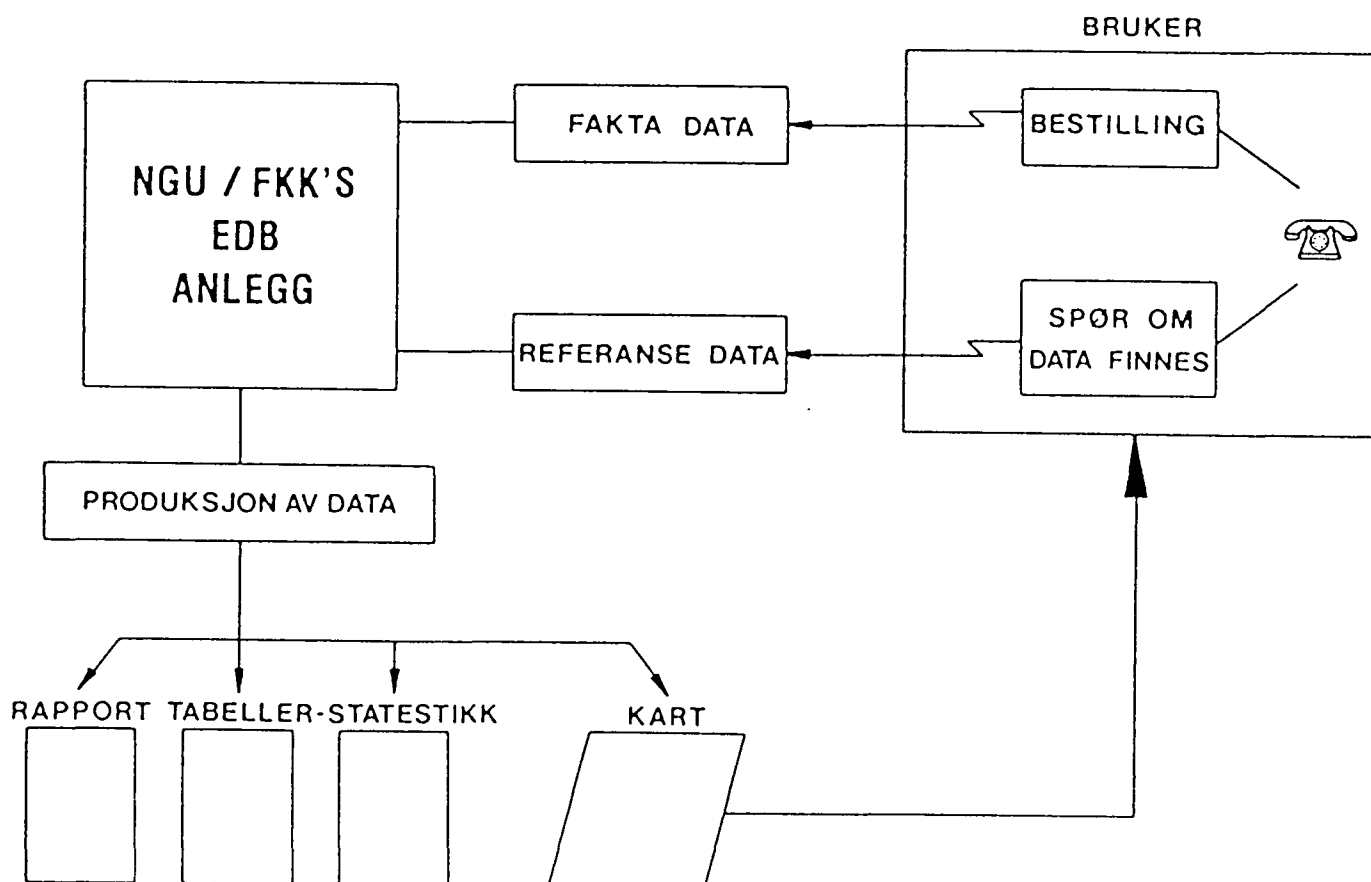 BRUKER
NGU / FKK'S
EDB
ANLEGG
FAKTA DATA
BESTILLING
REFERANSE DATA
SPØR OM
DATA FINNES
PRODUKSJON AV DATA
RAPPORT TABELLER-STATESTIKK KART